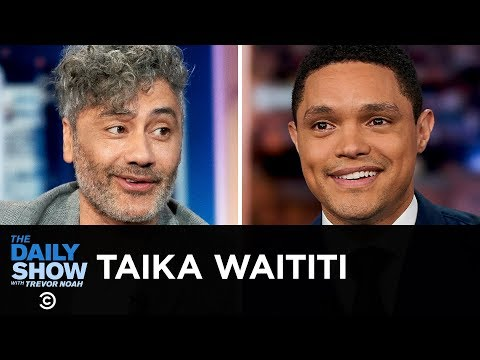 THE
DAILY
SHOW
WITH TREVOR NOAH
TAIKA WAITITI